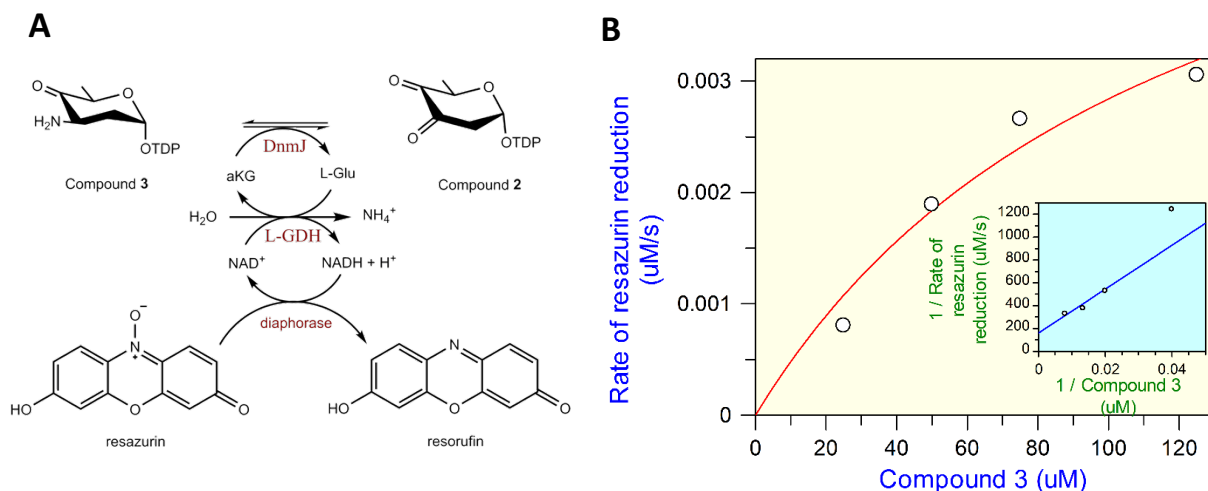 A
O
O
H₂N
OTDP
Compound 3
DnmJ
aKG
L-Glu
O
O
O
OTDP
Compound 2
H₂O
NH₄⁺
L-GDH
NAD⁺
NADH + H⁺
diaphorase
O⁻
N⁺
HO
O
O
resazurin
N
HO
O
O
resorufin
B
Rate of resazurin reduction
(uM/s)
0.003
0.002
0.001
0
0
20
40
60
80
100
120
Compound 3 (uM)
1 / Rate of
resazurin
reduction (uM/s)
1200
1000
800
600
400
200
0
0
0.02
0.04
1 / Compound 3
(uM)